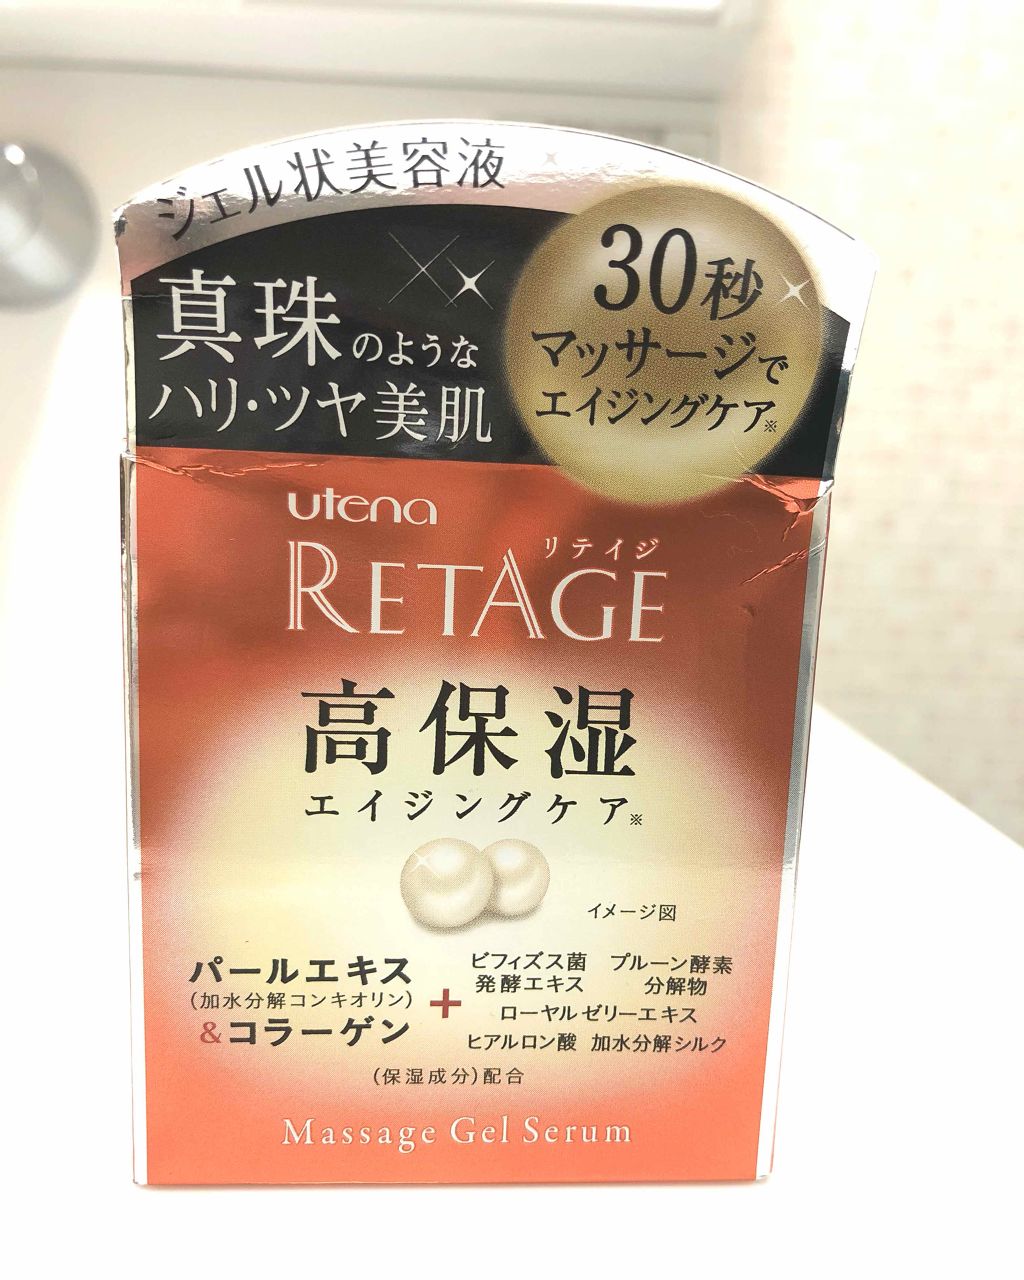 ジェル状美容液
真珠のような
ハリ・ツヤ美肌
30秒
マッサージで
エイジングケア※
utena
リテイジ
RETAGE
高保湿
エイジングケア※
イメージ図
パールエキス
(加水分解コンキオリン)
&コラーゲン
+
ビフィズス菌
発酵エキス
プルーン酵素
分解物
ローヤルゼリーエキス
ヒアルロン酸 加水分解シルク
(保湿成分)配合
Massage Gel Serum